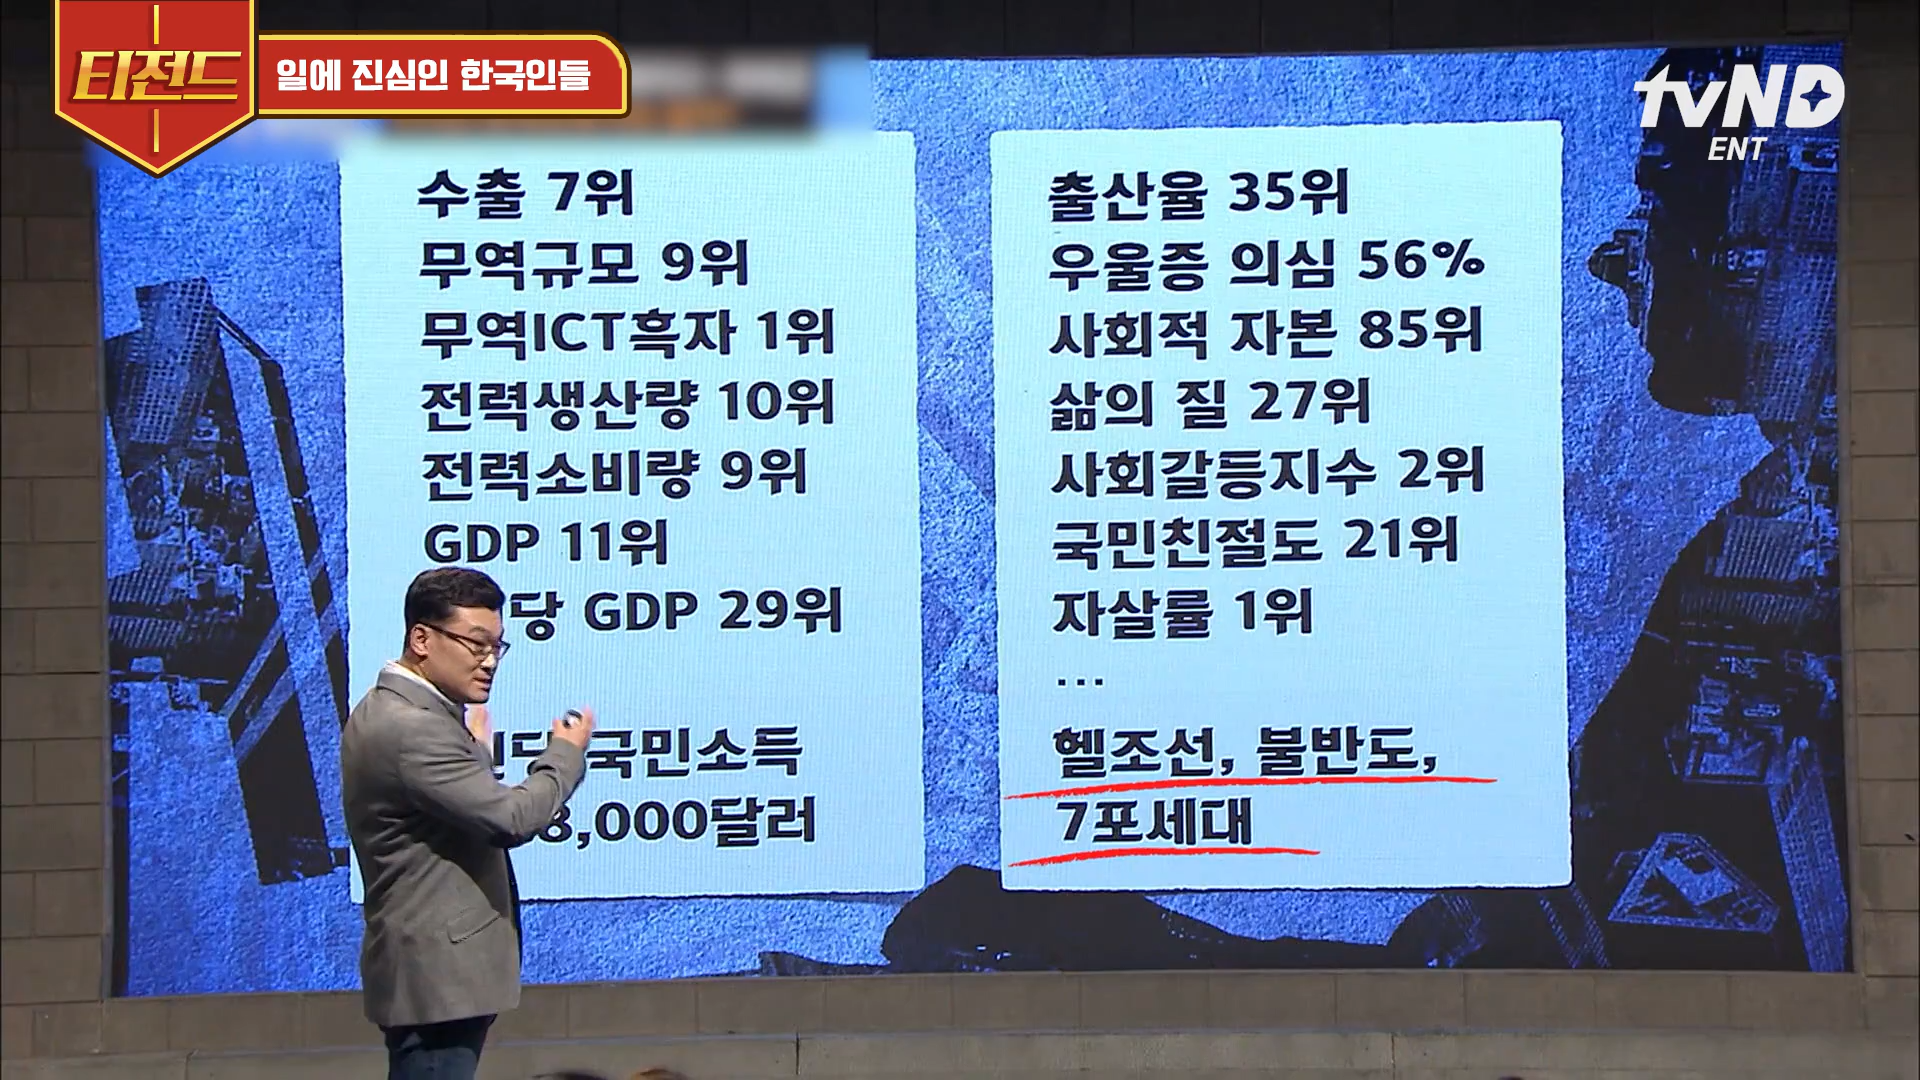 티전드
일에 진심인 한국인들
tvND
ENT
수출 7위
무역규모 9위
무역ICT흑자 1위
전력생산량 10위
전력소비량 9위
GDP 11위
당 GDP 29위
국민소득
8,000달러
출산율 35위
우울증 의심 56%
사회적 자본 85위
삶의 질 27위
사회갈등지수 2위
국민친절도 21위
자살률 1위
...
헬조선, 불반도,
7포세대